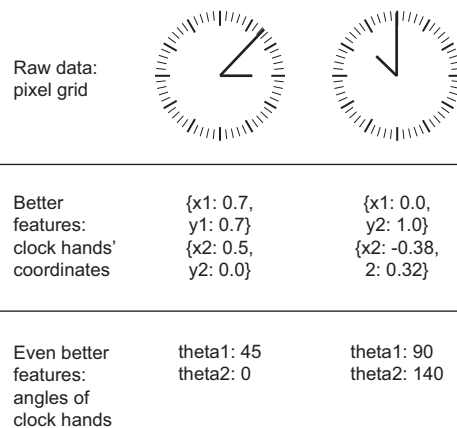 Raw data:
pixel grid
Better
features:
clock hands’
coordinates
{x1: 0.7,
y1: 0.7}
{x2: 0.5,
y2: 0.0}
{x1: 0.0,
y2: 1.0}
{x2: -0.38,
2: 0.32}
Even better
features:
angles of
clock hands
theta1: 45
theta2: 0
theta1: 90
theta2: 140